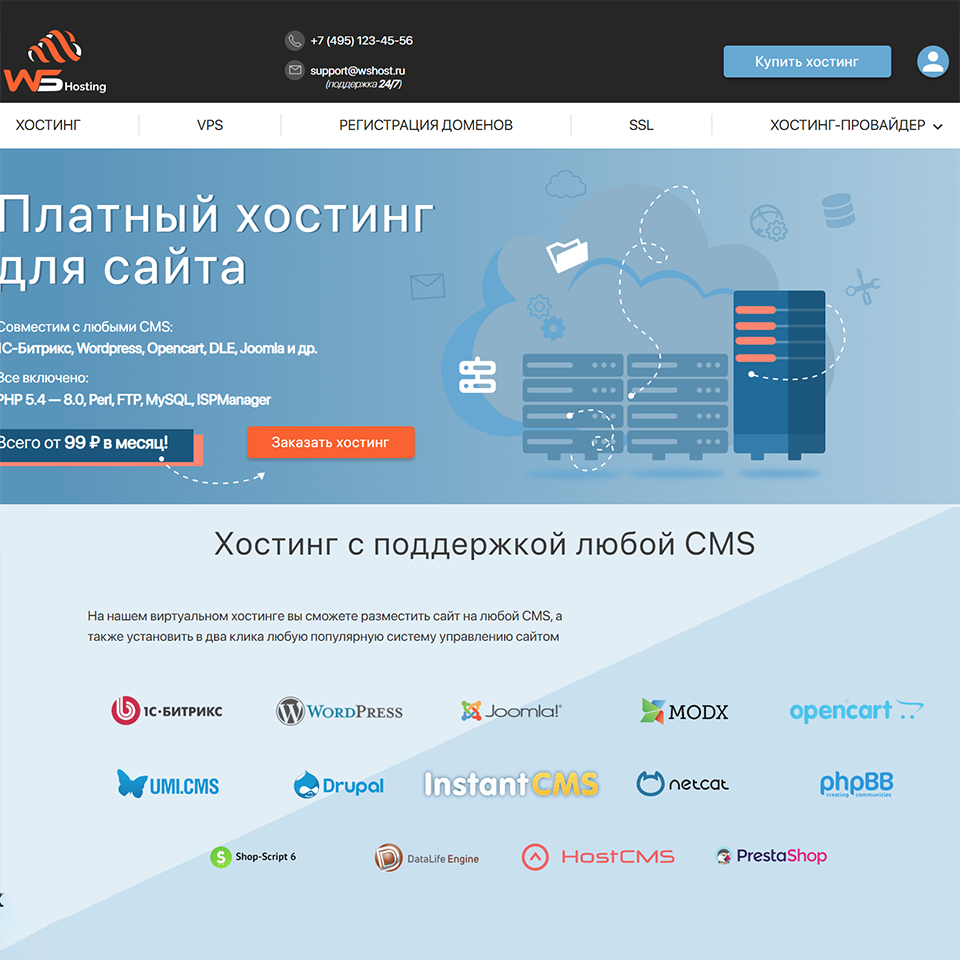 WS Hosting
+7 (495) 123-45-56
support@wshost.ru
(поддержка 24/7)
Купить хостинг
ХОСТИНГ
VPS
РЕГИСТРАЦИЯ ДОМЕНОВ
SSL
ХОСТИНГ-ПРОВАЙДЕР
Платный хостинг
для сайта
Совместим с любыми CMS:
1С-Битрикс, Wordpress, Opencart, DLE, Joomla и др.
Все включено:
PHP 5.4 — 8.0, Perl, FTP, MySQL, ISPManager
Всего от 99 ₽ в месяц!
Заказать хостинг
Хостинг с поддержкой любой CMS
На нашем виртуальном хостинге вы сможете разместить сайт на любой CMS, а
также установить в два клика любую популярную систему управлению сайтом
1С·БИТРИКС
WORDPRESS
Joomla!®
MODX
opencart
UMI.CMS
Drupal
InstantCMS
netcat
phpBB
creating communities
Shop-Script 6
DataLife Engine
HostCMS
PrestaShop